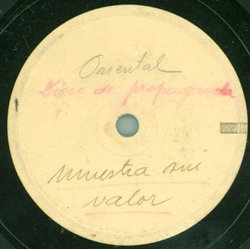 Oriental
Disco de propaganda
muestra sin
valor